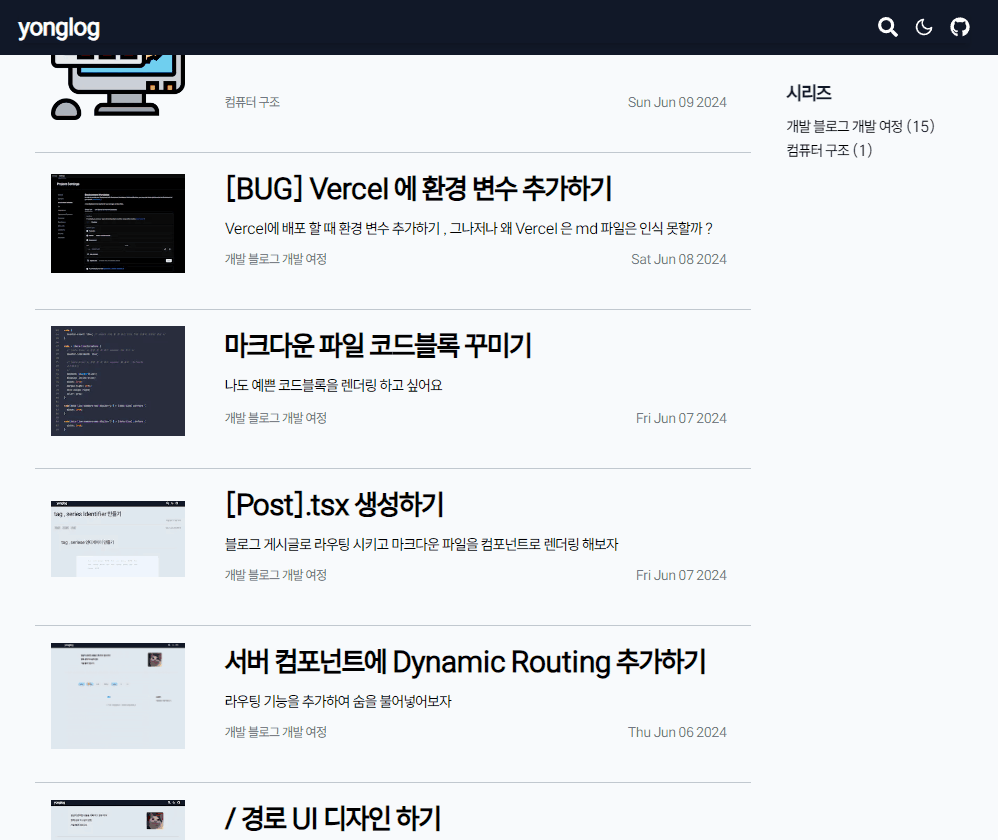 yonglog
컴퓨터 구조
Sun Jun 09 2024
시리즈
개발 블로그 개발 여정 (15)
컴퓨터 구조 (1)
[BUG] Vercel 에 환경 변수 추가하기
Vercel에 배포 할 때 환경 변수 추가하기 , 그나저나 왜 Vercel 은 md 파일은 인식 못할까 ?
개발 블로그 개발 여정
Sat Jun 08 2024
마크다운 파일 코드블록 꾸미기
나도 예쁜 코드블록을 렌더링 하고 싶어요
개발 블로그 개발 여정
Fri Jun 07 2024
[Post].tsx 생성하기
블로그 게시글로 라우팅 시키고 마크다운 파일을 컴포넌트로 렌더링 해보자
개발 블로그 개발 여정
Fri Jun 07 2024
서버 컴포넌트에 Dynamic Routing 추가하기
라우팅 기능을 추가하여 숨을 불어넣어보자
개발 블로그 개발 여정
Thu Jun 06 2024
/ 경로 UI 디자인 하기